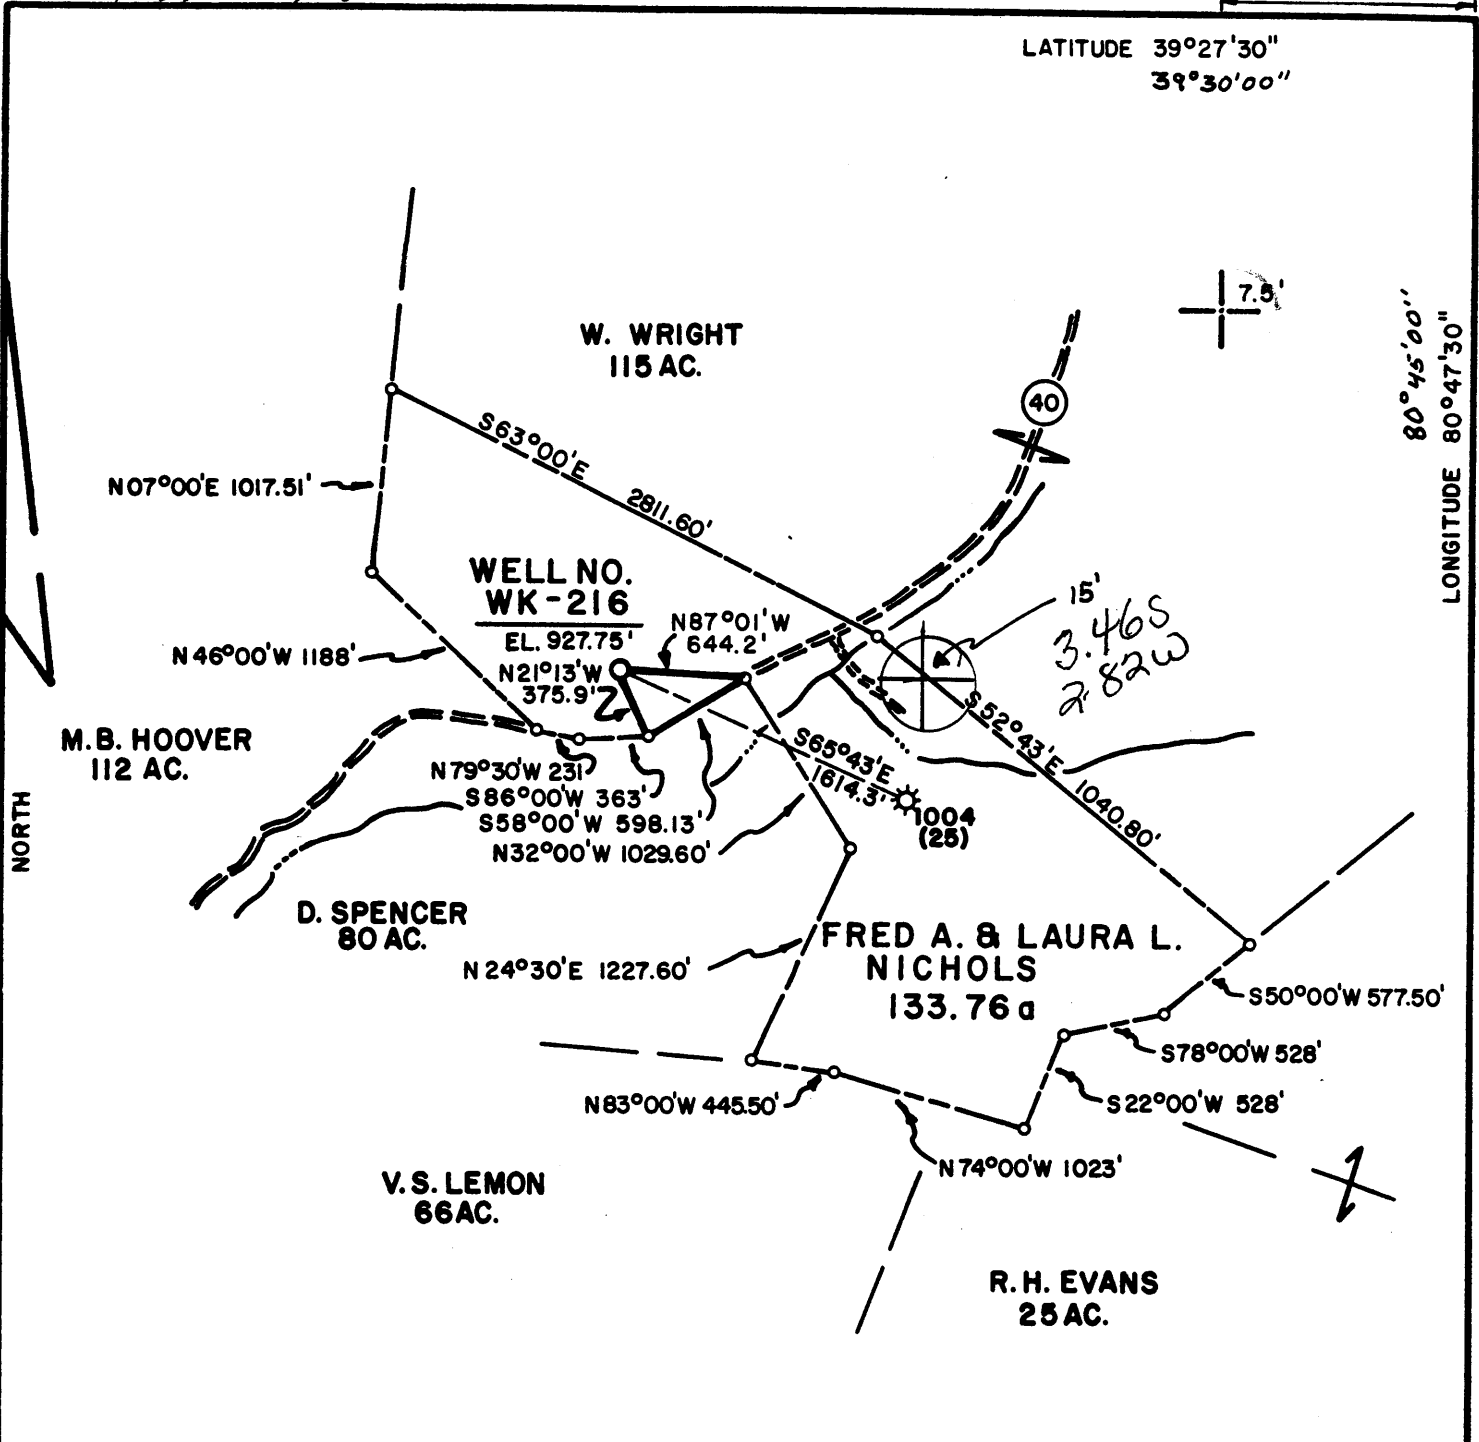 LATITUDE 39°27'30"
39°30'00"
7.5'
80°45'00"
LONGITUDE 80°47'30"
W. WRIGHT
115 AC.
40
S63°00'E 2811.60'
N07°00'E 1017.51'
WELL NO.
WK-216
EL. 927.75'
N87°01'W
644.2'
N21°13'W
375.9'
15'
3.46S
2.82W
N46°00'W 1188'
S52°43'E 1040.80'
M.B. HOOVER
112 AC.
S65°43'E
1614.3'
N79°30'W 231'
S86°00'W 363'
S58°00'W 598.13'
N32°00'W 1029.60'
1004
(25)
NORTH
D. SPENCER
80 AC.
FRED A. & LAURA L.
NICHOLS
133.76a
N24°30'E 1227.60'
S50°00'W 577.50'
S78°00'W 528'
N83°00'W 445.50'
S22°00'W 528'
N74°00'W 1023'
V.S. LEMON
66AC.
R.H. EVANS
25AC.